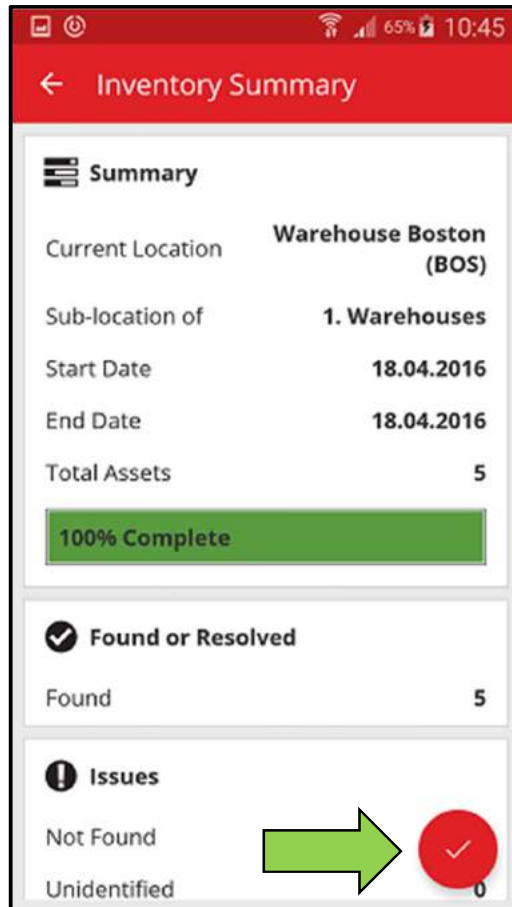 65% 10:45
Inventory Summary
Summary
Current Location Warehouse Boston
(BOS)
Sub-location of 1. Warehouses
Start Date 18.04.2016
End Date 18.04.2016
Total Assets 5
100% Complete
Found or Resolved
Found 5
Issues
Not Found
Unidentified 0